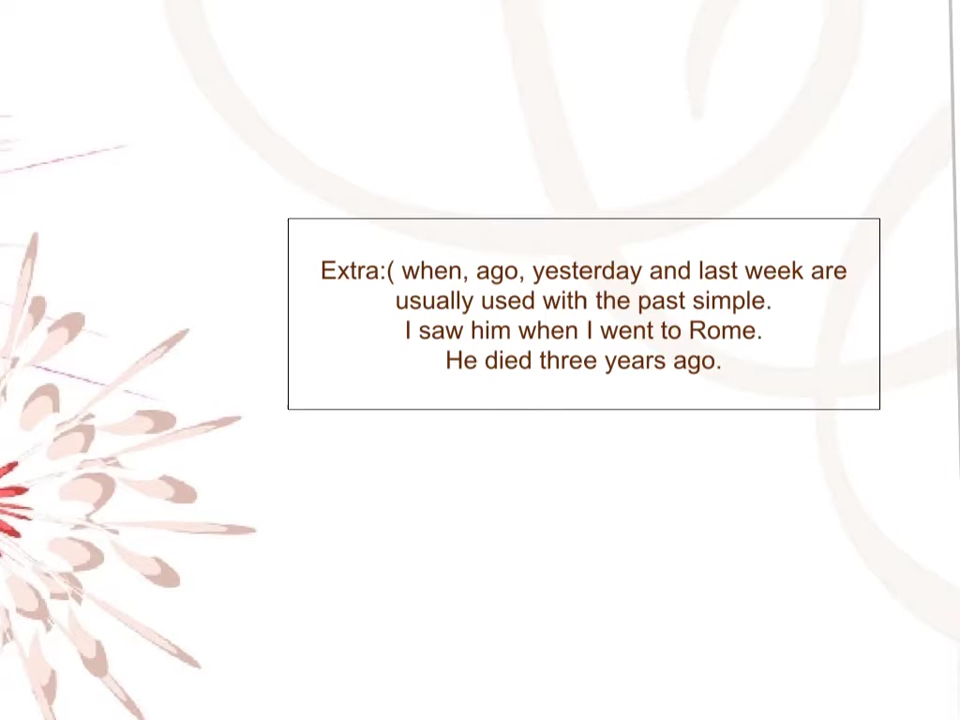 Extra:( when, ago, yesterday and last week are
usually used with the past simple.
I saw him when I went to Rome.
He died three years ago.